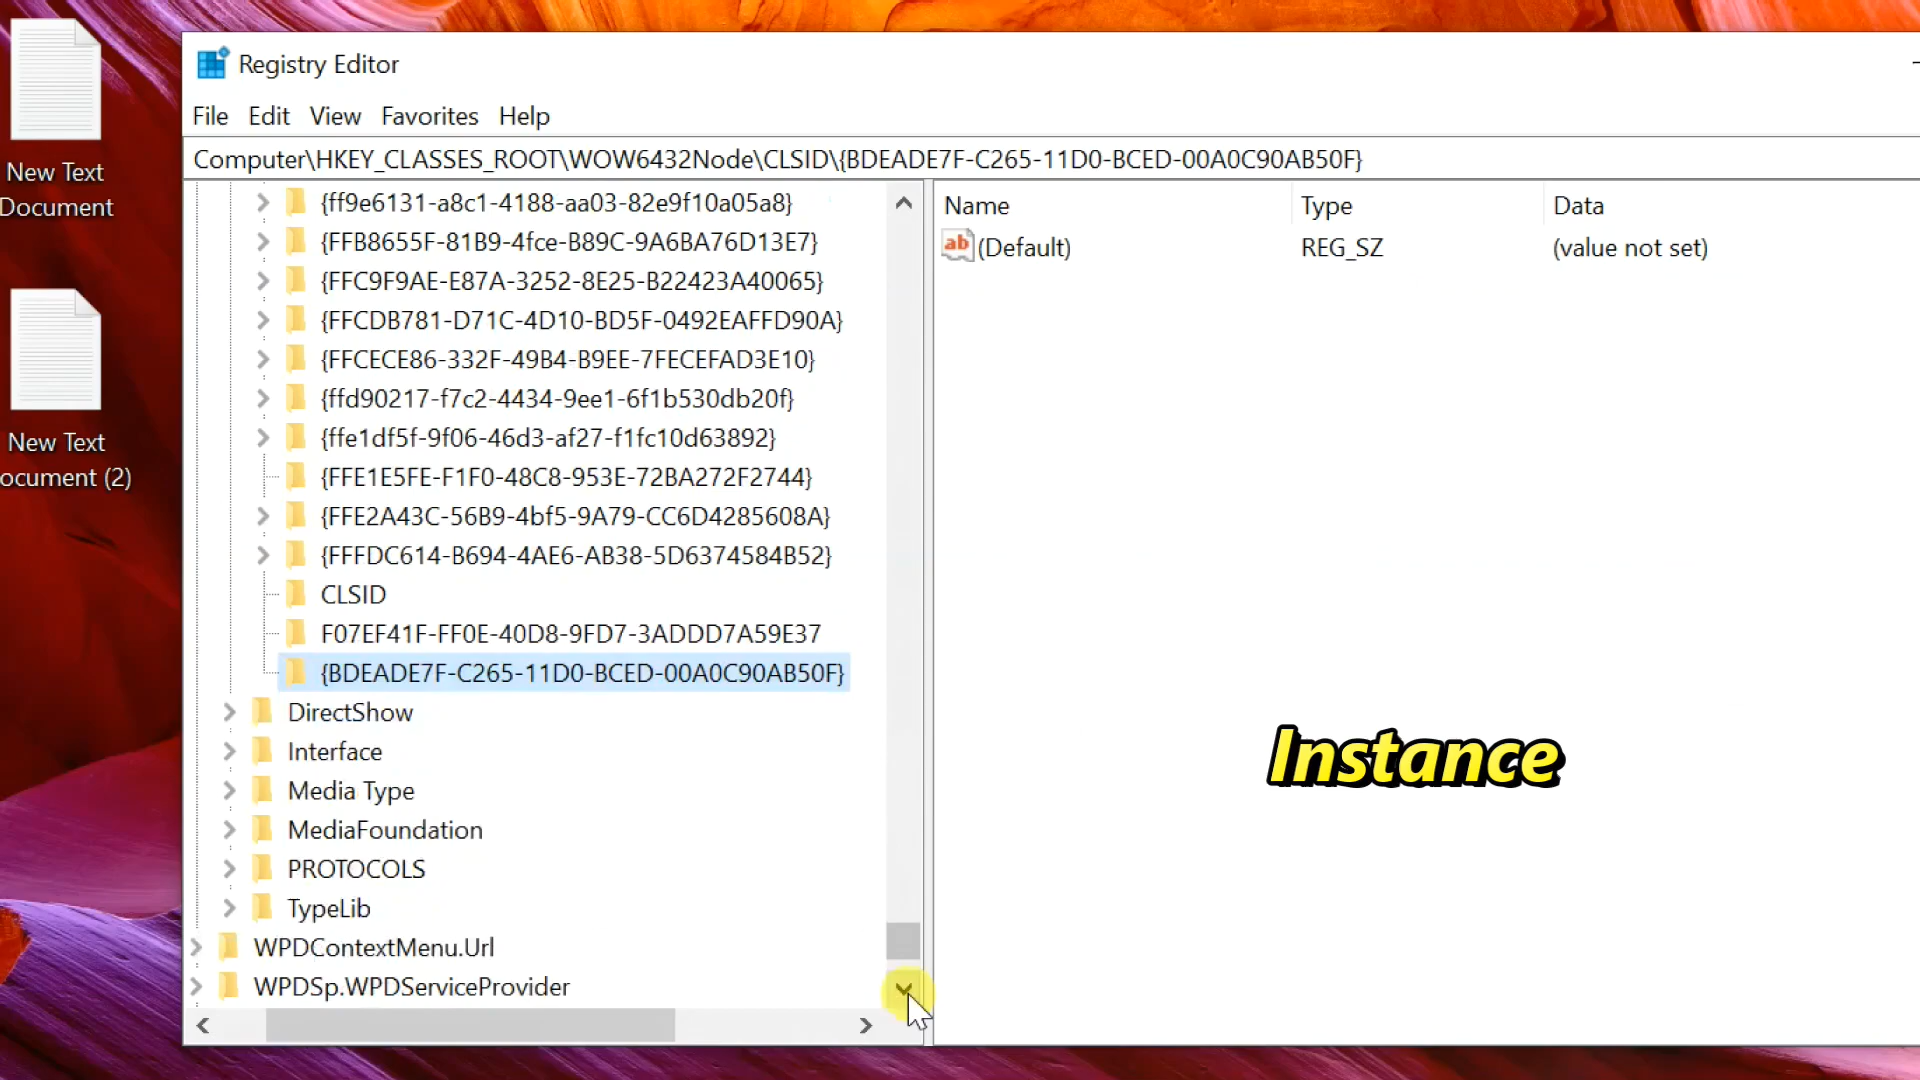 New Text
Document
New Text
ocument (2)
Registry Editor
File Edit View Favorites Help
Computer\HKEY_CLASSES_ROOT\WOW6432Node\CLSID\{BDEADE7F-C265-11D0-BCED-00A0C90AB50F}
{ff9e6131-a8c1-4188-aa03-82e9f10a05a8}
{FFB8655F-81B9-4fce-B89C-9A6BA76D13E7}
{FFC9F9AE-E87A-3252-8E25-B22423A40065}
{FFCDB781-D71C-4D10-BD5F-0492EAFFD90A}
{FFCECE86-332F-49B4-B9EE-7FECEFAD3E10}
{ffd90217-f7c2-4434-9ee1-6f1b530db20f}
{ffe1df5f-9f06-46d3-af27-f1fc10d63892}
{FFE1E5FE-F1F0-48C8-953E-72BA272F2744}
{FFE2A43C-56B9-4bf5-9A79-CC6D4285608A}
{FFFDC614-B694-4AE6-AB38-5D6374584B52}
CLSID
F07EF41F-FF0E-40D8-9FD7-3ADDD7A59E37
{BDEADE7F-C265-11D0-BCED-00A0C90AB50F}
DirectShow
Interface
Media Type
MediaFoundation
PROTOCOLS
TypeLib
WPDContextMenu.Url
WPDSp.WPDServiceProvider
Name Type Data
ab (Default) REG_SZ (value not set)
Instance